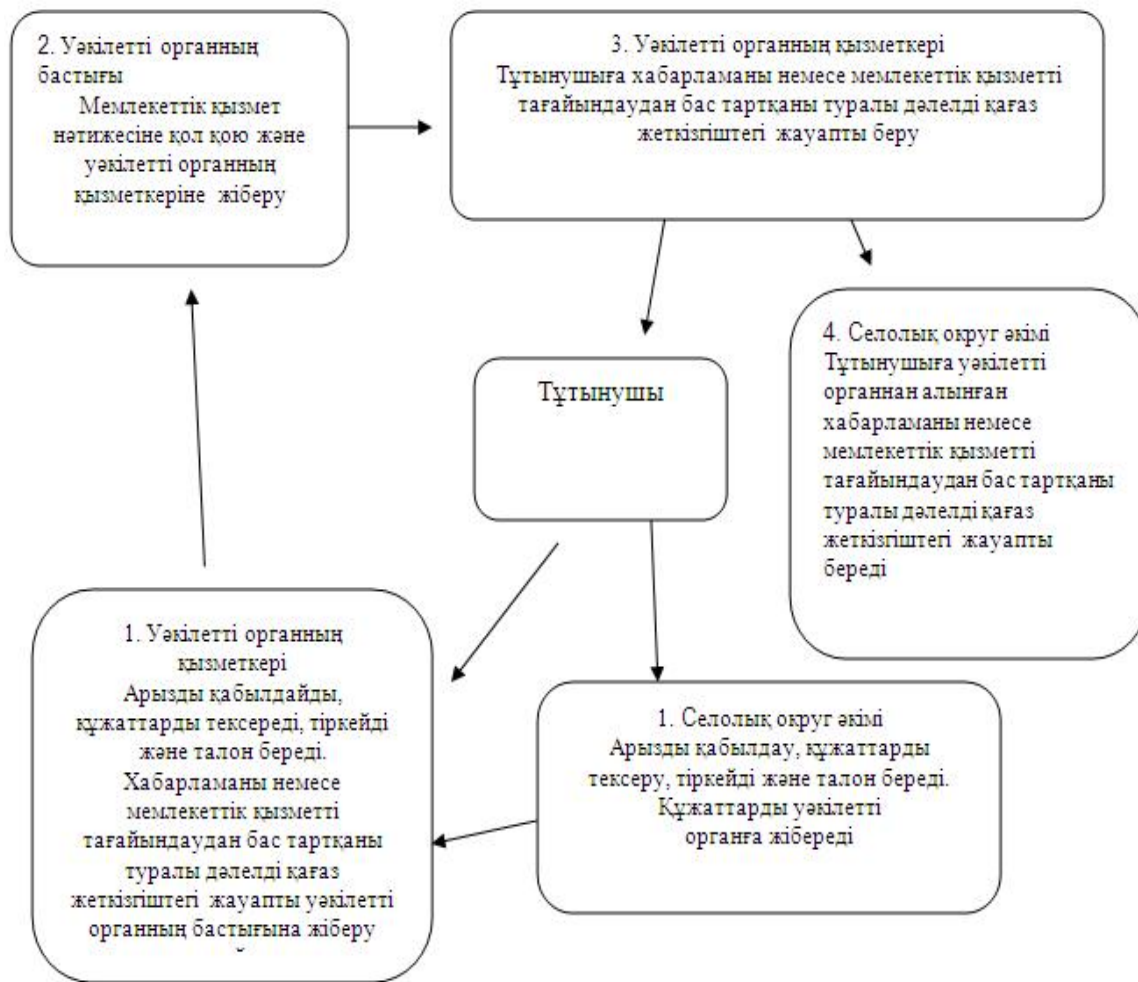 2. Уәкілетті органның
бастығы
Мемлекеттік қызмет
нәтижесіне қол қою және
уәкілетті органның
қызметкеріне жіберу
3. Уәкілетті органның қызметкері
Тұтынушыға хабарламаны немесе мемлекеттік қызметті
тағайындаудан бас тартқаны туралы дәлелді қағаз
жеткізгіштегі жауапты беру
4. Селолық округ әкімі
Тұтынушыға уәкілетті
органнан алынған
хабарламаны немесе
мемлекеттік қызметті
тағайындаудан бас тартқаны
туралы дәлелді қағаз
жеткізгіштегі жауапты
береді
Тұтынушы
1. Уәкілетті органның
қызметкері
Арызды қабылдайды,
құжаттарды тексереді, тіркейді
және талон береді.
Хабарламаны немесе
мемлекеттік қызметті
тағайындаудан бас тартқаны
туралы дәлелді қағаз
жеткізгіштегі жауапты уәкілетті
органның бастығына жіберу
1. Селолық округ әкімі
Арызды қабылдау, құжаттарды
тексеру, тіркейді және талон береді.
Құжаттарды уәкілетті
органға жібереді